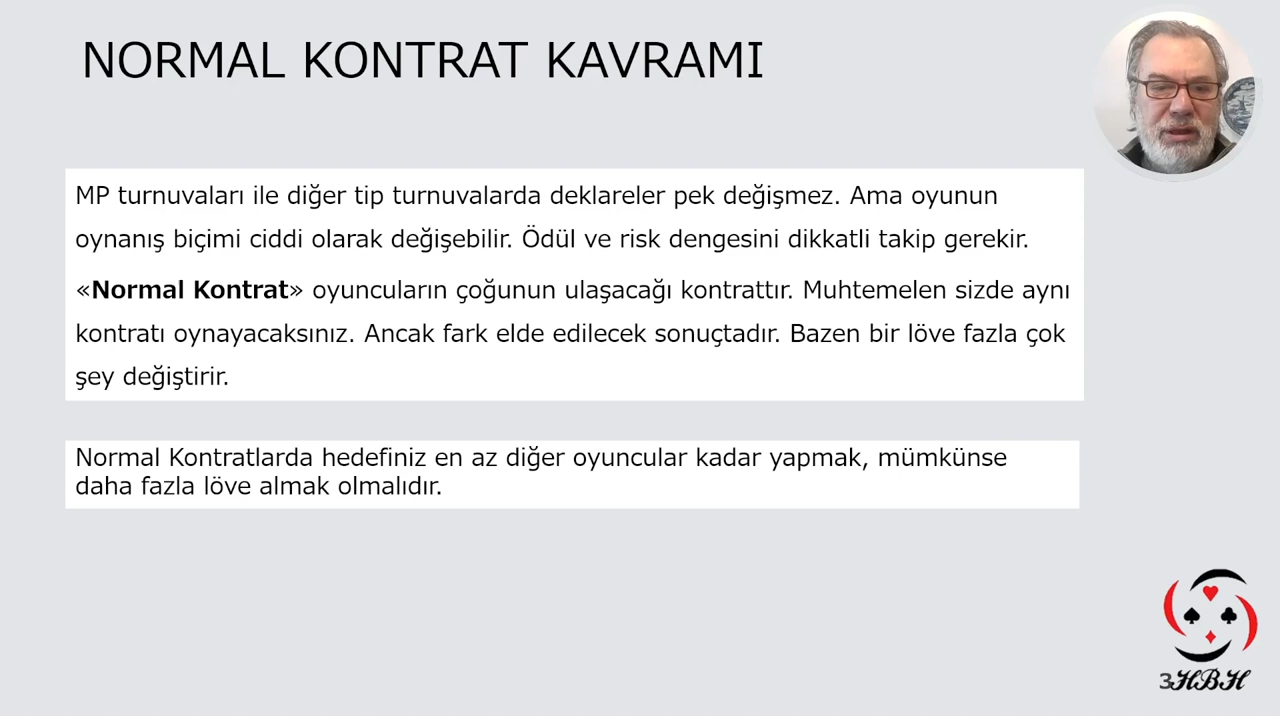 NORMAL KONTRAT KAVRAMI
MP turnuvaları ile diğer tip turnuvalarda deklareler pek değişmez. Ama oyunun
oynanış biçimi ciddi olarak değişebilir. Ödül ve risk dengesini dikkatli takip gerekir.
«Normal Kontrat» oyuncuların çoğunun ulaşacağı kontrattır. Muhtemelen sizde aynı
kontratı oynayacaksınız. Ancak fark elde edilecek sonuçtadır. Bazen bir löve fazla çok
şey değiştirir.
Normal Kontratlarda hedefiniz en az diğer oyuncular kadar yapmak, mümkünse
daha fazla löve almak olmalıdır.
3HBH